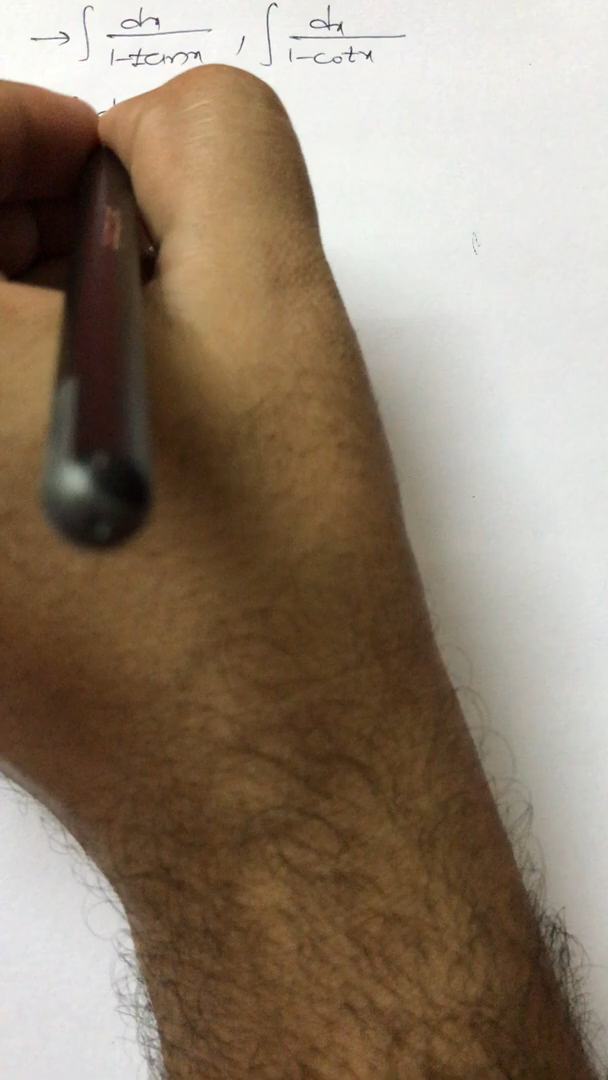 → ∫ dx/(1-tanx) , ∫ dx/(1-cotx)